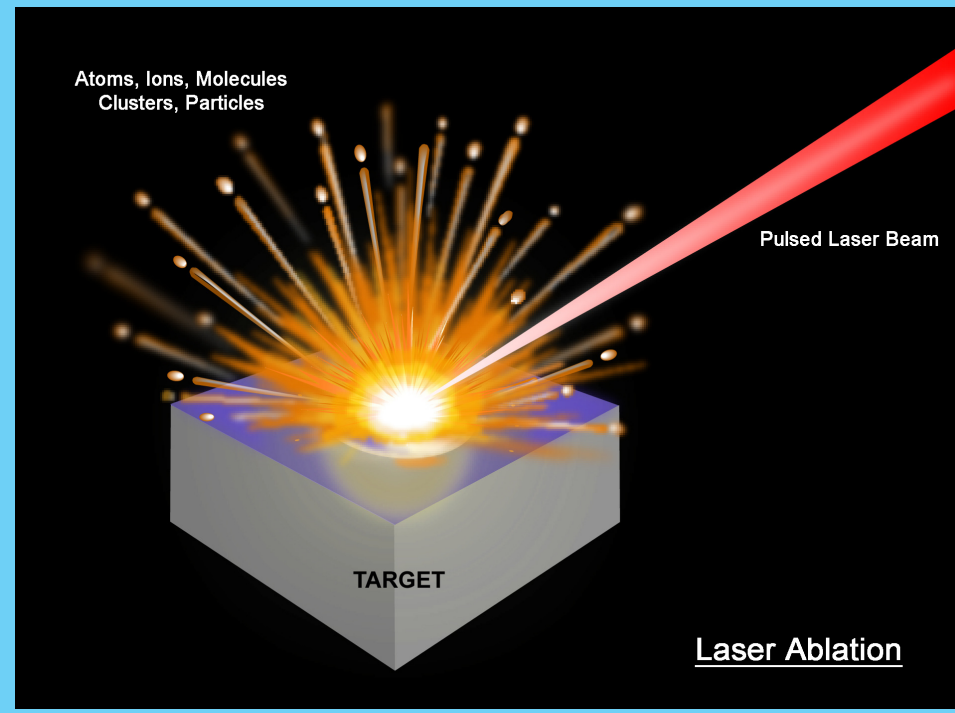 Atoms, Ions, Molecules
Clusters, Particles
Pulsed Laser Beam
TARGET
Laser Ablation